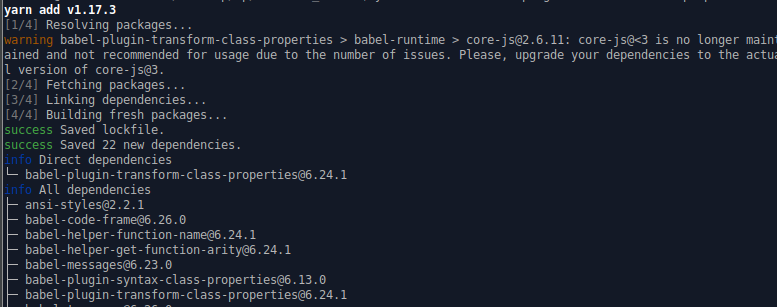 yarn add v1.17.3
[1/4] Resolving packages...
warning babel-plugin-transform-class-properties > babel-runtime > core-js@2.6.11: core-js@<3 is no longer maint
ained and not recommended for usage due to the number of issues. Please, upgrade your dependencies to the actua
l version of core-js@3.
[2/4] Fetching packages...
[3/4] Linking dependencies...
[4/4] Building fresh packages...
success Saved lockfile.
success Saved 22 new dependencies.
info Direct dependencies
└─ babel-plugin-transform-class-properties@6.24.1
info All dependencies
├─ ansi-styles@2.2.1
├─ babel-code-frame@6.26.0
├─ babel-helper-function-name@6.24.1
├─ babel-helper-get-function-arity@6.24.1
├─ babel-messages@6.23.0
├─ babel-plugin-syntax-class-properties@6.13.0
├─ babel-plugin-transform-class-properties@6.24.1